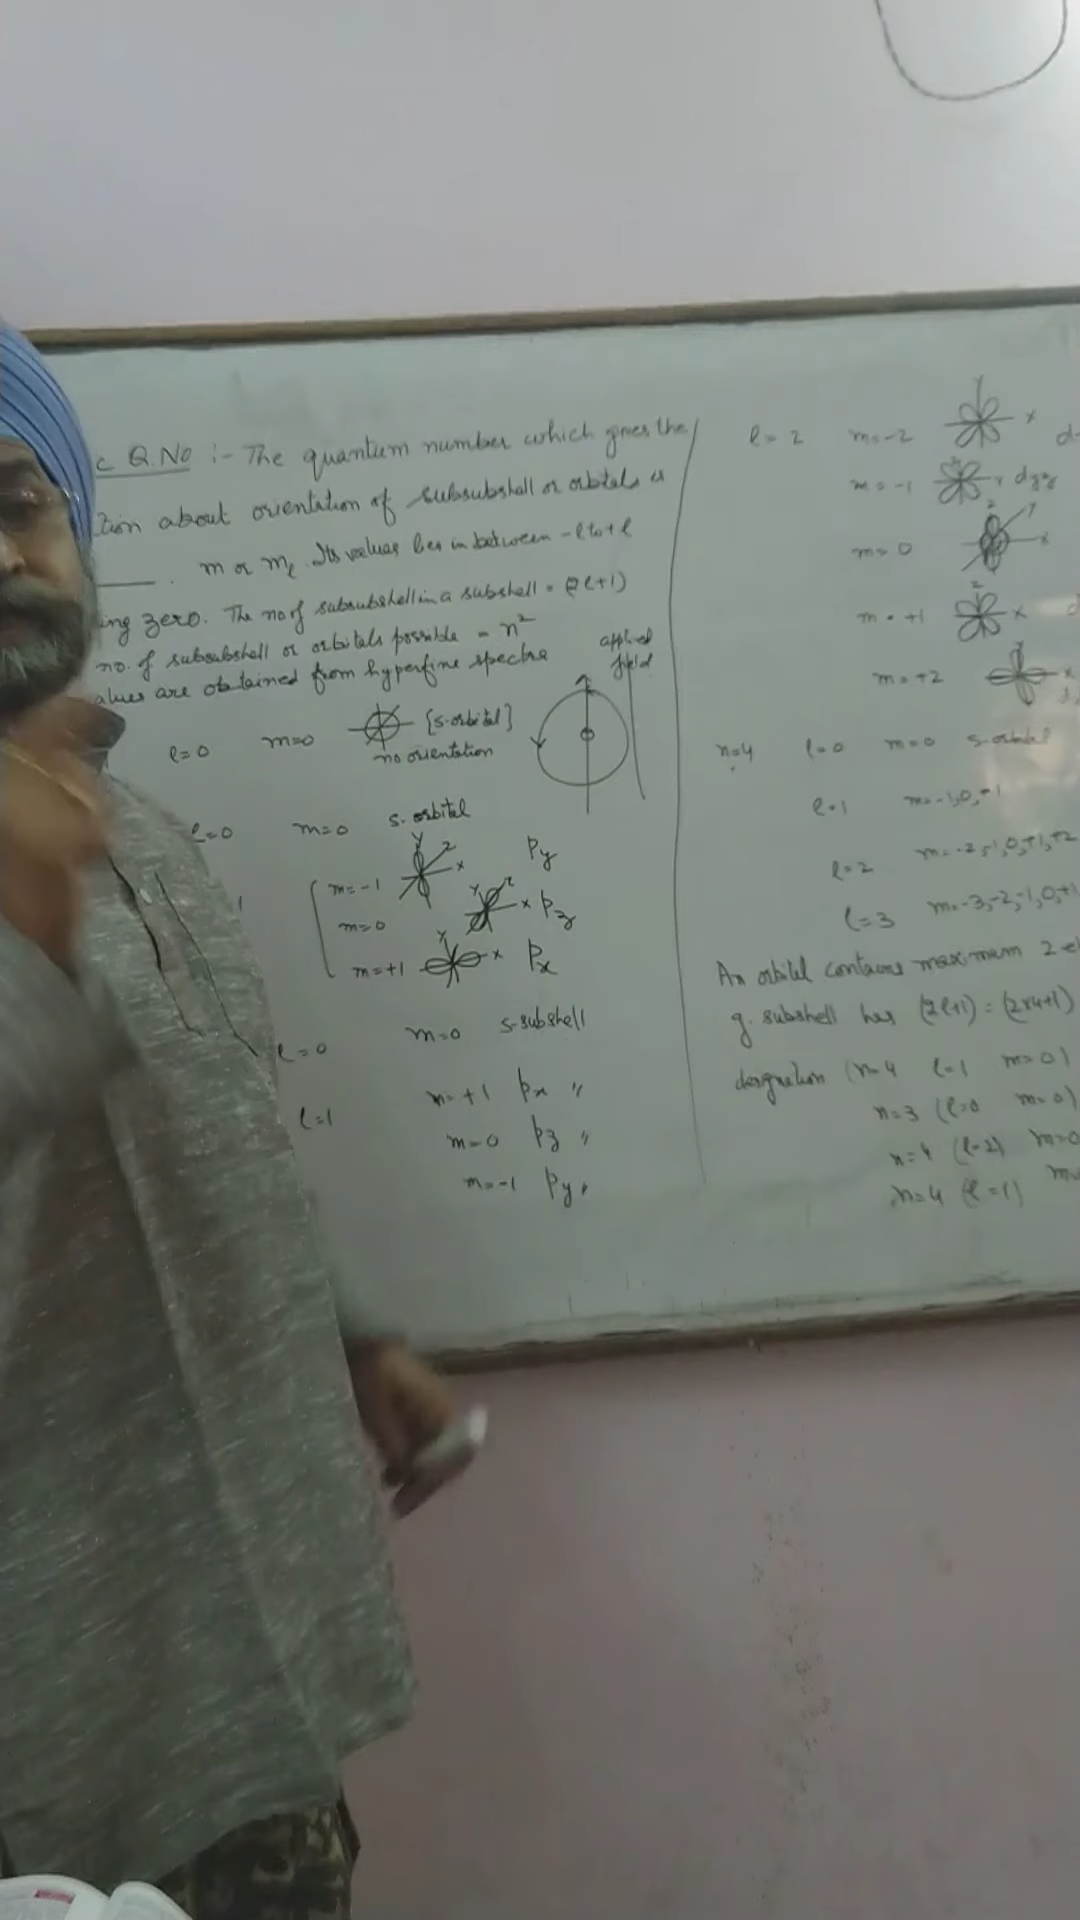 c Q.No :- The quantum number which gives the
tion about orientation of subsubshell or orbitals is
m or mℓ. Its values lies in between -ℓ to +ℓ
ing zero. The no of subsubshell in a subshell = (2ℓ+1)
no. of subsubshell or orbitals possible = n²
alues are obtained from hyperfine spectra
applied
field
ℓ=0 m=0 [s-orbital]
no orientation
ℓ=0 m=0 s-orbital
m=-1 Y Z X Py
m=0 Y Z X Pz
m=+1 Y X Px
ℓ=0 m=0 s-subshell
ℓ=1 m=+1 Px "
m=0 Pz "
m=-1 Py "
ℓ=2 m=-2 Y X d
m=-1
m=0 Z Y X
m=+1 Z X d
m=+2 Y X
n=4 ℓ=0 m=0 s-orbital
ℓ=1 m=-1,0,+1
ℓ=2 m=-2,-1,0,+1,+2
ℓ=3 m=-3,-2,-1,0,+1
An orbital contains maximum 2 el
g. subshell has (2ℓ+1) = (2x4+1)
designation (n=4 ℓ=1 m=0)
n=3 (ℓ=0 m=0)
n=4 (ℓ=2) m=0
n=4 (ℓ=1) m=